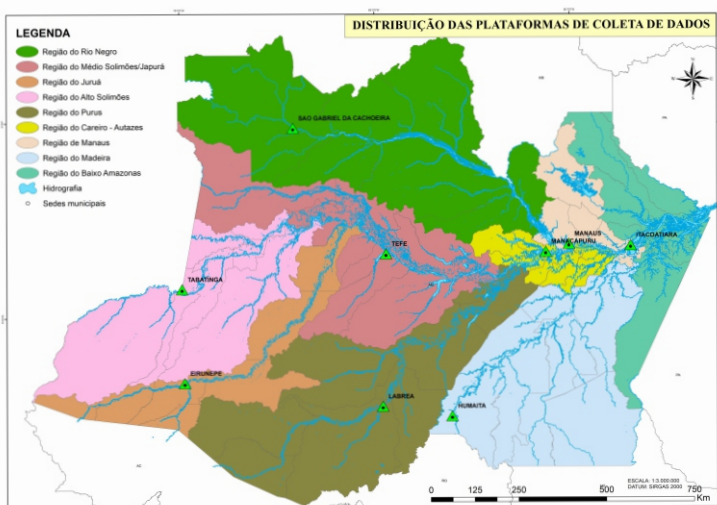 DISTRIBUIÇÃO DAS PLATAFORMAS DE COLETA DE DADOS
LEGENDA
Região do Rio Negro
Região do Médio Solimões/Japurá
Região do Juruá
Região do Alto Solimões
Região do Purus
Região do Careiro - Autazes
Região de Manaus
Região do Madeira
Região do Baixo Amazonas
Hidrografia
Sedes municipais
SAO GABRIEL DA CACHOEIRA
MANAUS
ITACOATIARA
MANACAPURU
TEFE
TABATINGA
EIRUNEPE
LABREA
HUMAITA
ESCALA: 1:3.000.000
DATUM: SIRGAS 2000
0 125 250 500 750
Km